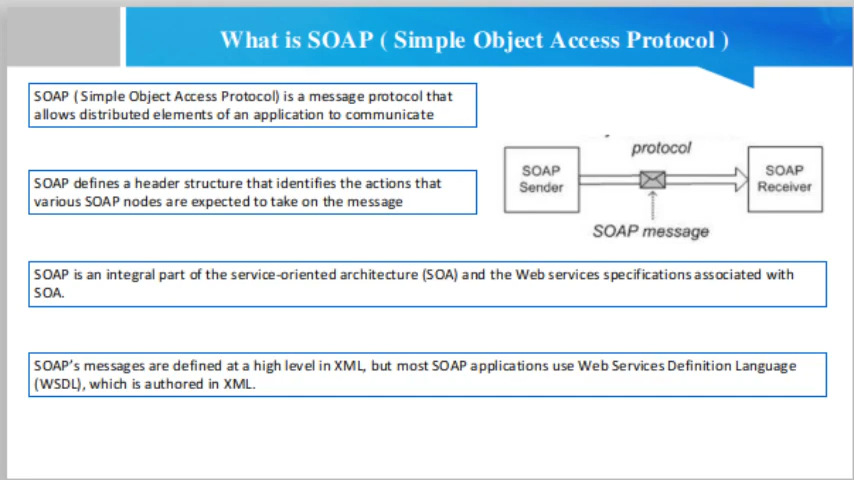 What is SOAP ( Simple Object Access Protocol )
SOAP ( Simple Object Access Protocol) is a message protocol that
allows distributed elements of an application to communicate
SOAP defines a header structure that identifies the actions that
various SOAP nodes are expected to take on the message
protocol
SOAP
Sender
SOAP
Receiver
SOAP message
SOAP is an integral part of the service-oriented architecture (SOA) and the Web services specifications associated with
SOA.
SOAP's messages are defined at a high level in XML, but most SOAP applications use Web Services Definition Language
(WSDL), which is authored in XML.